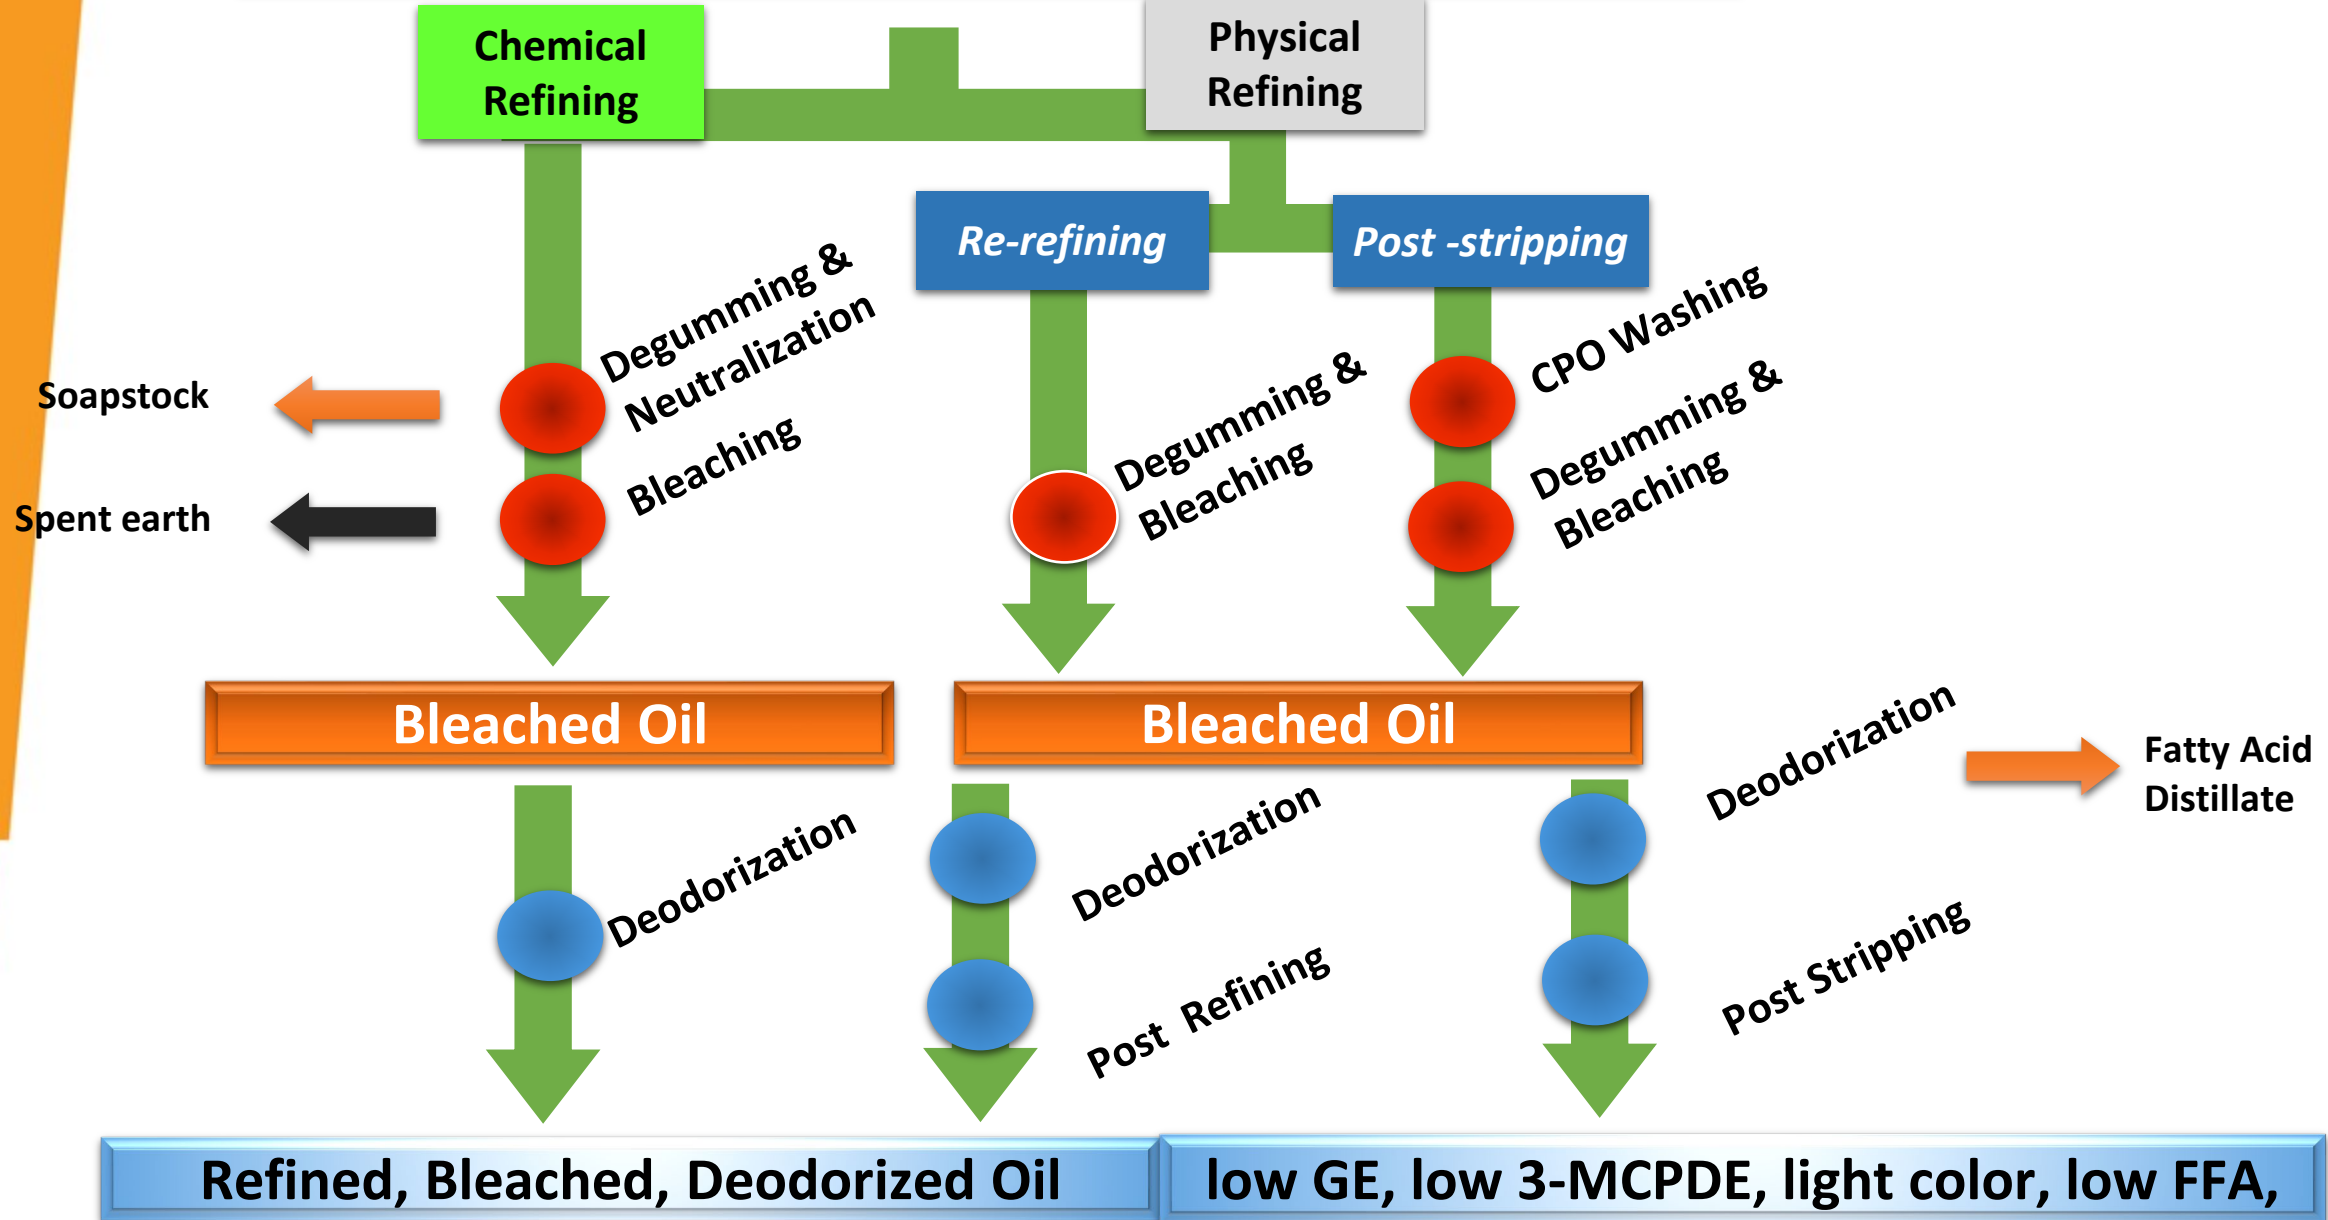 Chemical
Refining
Physical
Refining
Re-refining
Post -stripping
Degumming &
Neutralization
Bleaching
Soapstock
Spent earth
Degumming &
Bleaching
CPO Washing
Degumming &
Bleaching
Bleached Oil
Bleached Oil
Deodorization
Deodorization
Post Refining
Deodorization
Post Stripping
Fatty Acid
Distillate
Refined, Bleached, Deodorized Oil
low GE, low 3-MCPDE, light color, low FFA,